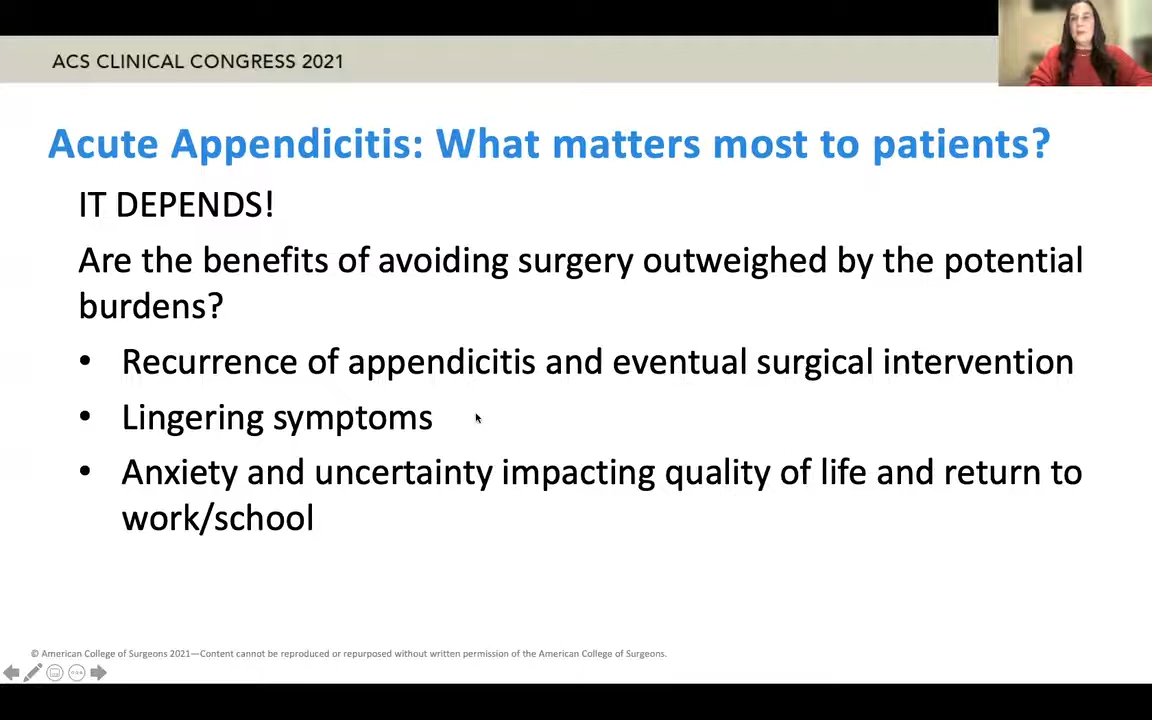 ACS CLINICAL CONGRESS 2021
Acute Appendicitis: What matters most to patients?
IT DEPENDS!
Are the benefits of avoiding surgery outweighed by the potential
burdens?
• Recurrence of appendicitis and eventual surgical intervention
• Lingering symptoms
• Anxiety and uncertainty impacting quality of life and return to
work/school
© American College of Surgeons 2021—Content cannot be reproduced or repurposed without written permission of the American College of Surgeons.